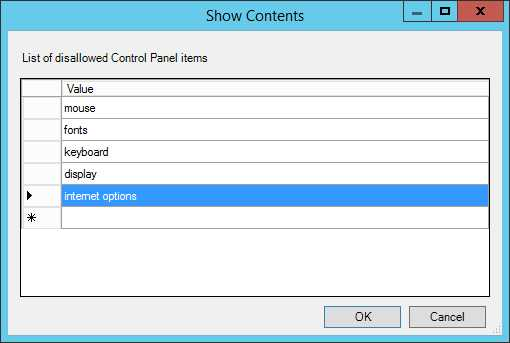 Show Contents
List of disallowed Control Panel items
Value
mouse
fonts
keyboard
display
internet options
OK
Cancel